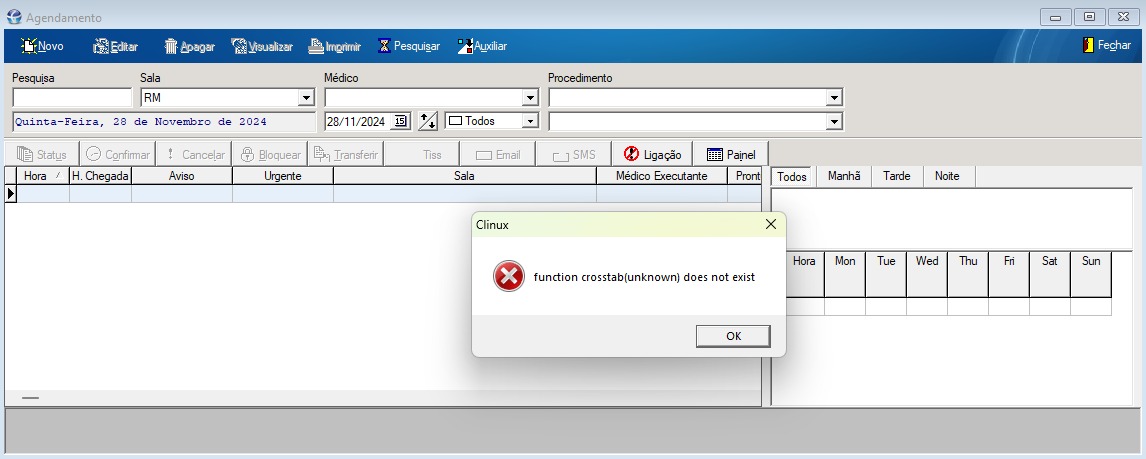 Agendamento
Novo Editar Apagar Visualizar Imprimir Pesquisar Auxiliar Fechar
Pesquisa Sala Médico Procedimento
RM
Quinta-Feira, 28 de Novembro de 2024 28/11/2024 15 Todos
Status Confirmar Cancelar Bloquear Transferir Tiss Email SMS Ligação Painel
Hora H. Chegada Aviso Urgente Sala Médico Executante Pront
Todos Manhã Tarde Noite
Clinux
function crosstab(unknown) does not exist
OK
Hora Mon Tue Wed Thu Fri Sat Sun